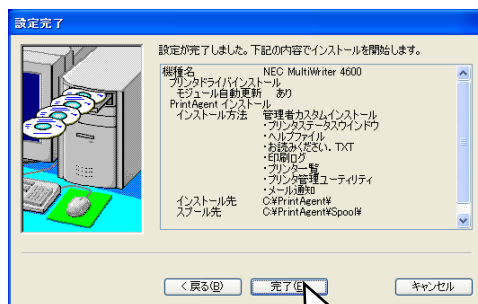 設定完了
設定が完了しました。下記の内容でインストールを開始します。
機種名 NEC MultiWriter 4600
プリンタドライバインストール
モジュール自動更新 あり
PrintAgent インストール
インストール方法 管理者カスタムインストール
・プリンタステータスウインドウ
・ヘルプファイル
・お読みください.TXT
・印刷ログ
・プリンター覧
・プリンタ管理ユーティリティ
・メール通知
インストール先 C:¥PrintAgent¥
スプール先 C:¥PrintAgent¥Spool¥
< 戻る(B)
完了(E)
キャンセル